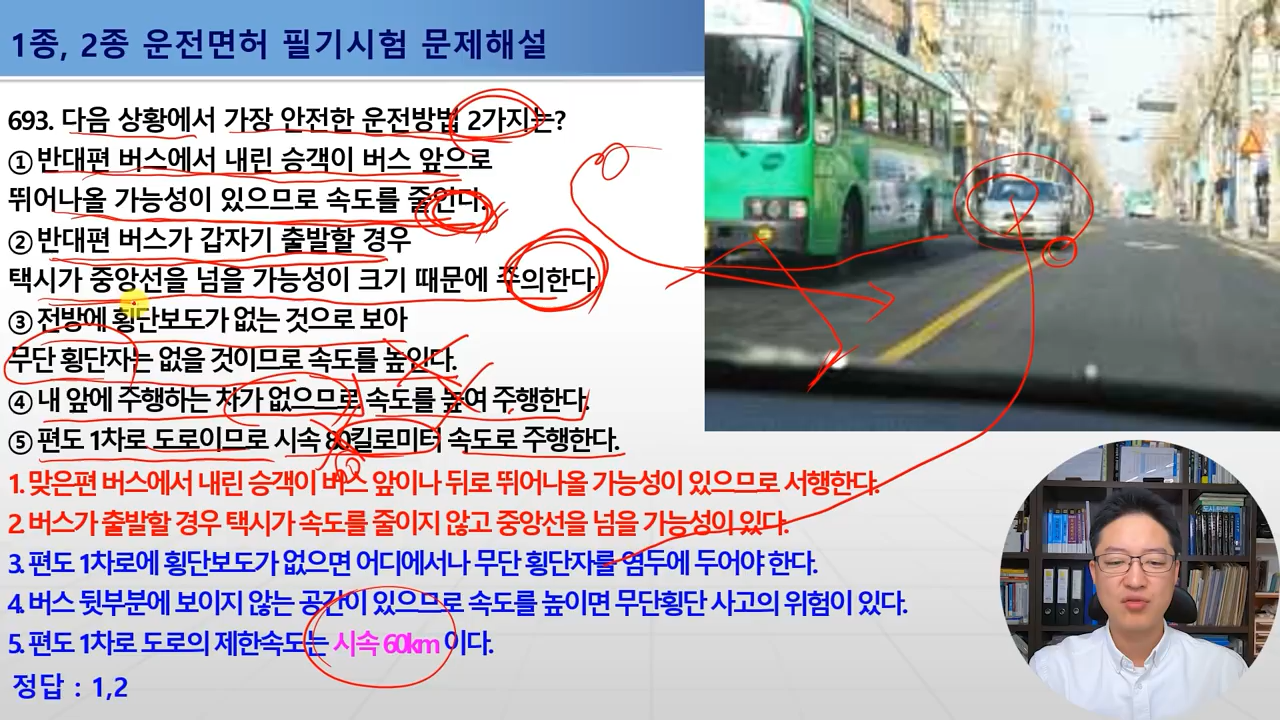 1종, 2종 운전면허 필기시험 문제해설
693. 다음 상황에서 가장 안전한 운전방법 2가지는?
① 반대편 버스에서 내린 승객이 버스 앞으로
뛰어나올 가능성이 있으므로 속도를 줄인다.
② 반대편 버스가 갑자기 출발할 경우
택시가 중앙선을 넘을 가능성이 크기 때문에 주의한다.
③ 전방에 횡단보도가 없는 것으로 보아
무단 횡단자는 없을 것이므로 속도를 높인다.
④ 내 앞에 주행하는 차가 없으므로 속도를 높여 주행한다.
⑤ 편도 1차로 도로이므로 시속 80킬로미터 속도로 주행한다.
1. 맞은편 버스에서 내린 승객이 버스 앞이나 뒤로 뛰어나올 가능성이 있으므로 서행한다.
2. 버스가 출발할 경우 택시가 속도를 줄이지 않고 중앙선을 넘을 가능성이 있다.
3. 편도 1차로에 횡단보도가 없으면 어디에서나 무단 횡단자를 염두에 두어야 한다.
4. 버스 뒷부분에 보이지 않는 공간이 있으므로 속도를 높이면 무단횡단 사고의 위험이 있다.
5. 편도 1차로 도로의 제한속도는 시속 60km 이다.
정답 : 1,2